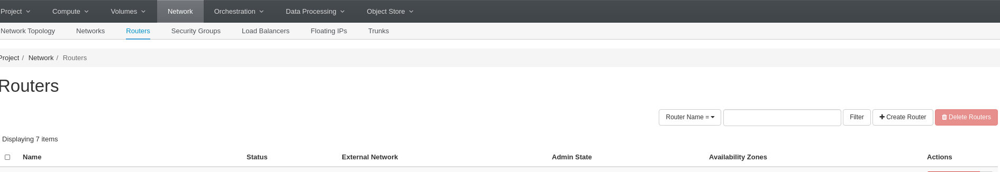 Project Compute Volumes Network Orchestration Data Processing Object Store
Network Topology Networks Routers Security Groups Load Balancers Floating IPs Trunks
Project / Network / Routers
Routers
Router Name = Filter Create Router Delete Routers
Displaying 7 items
Name Status External Network Admin State Availability Zones Actions